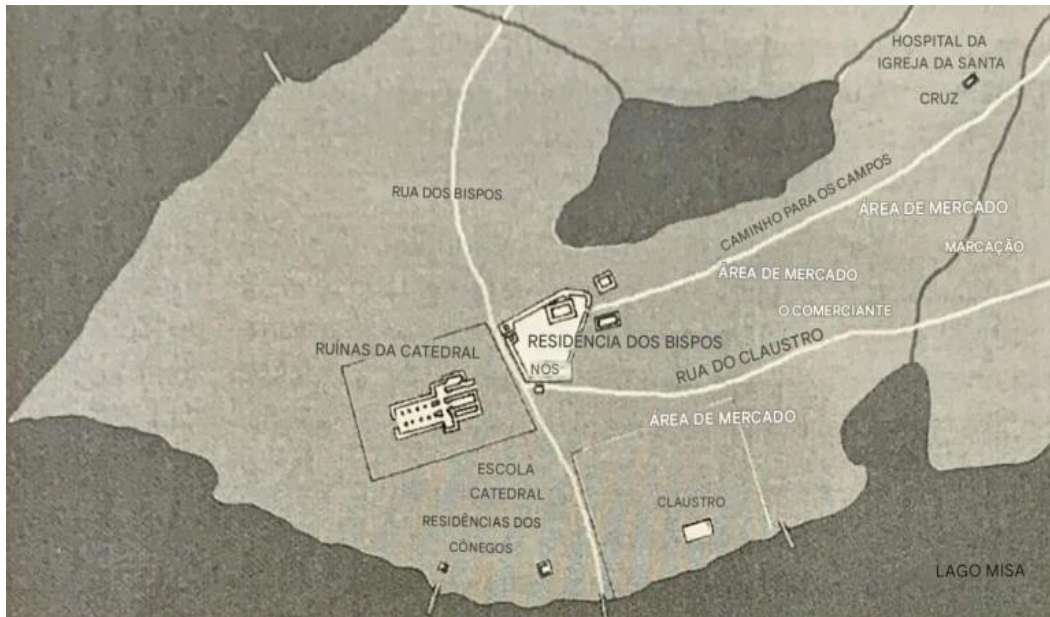 HOSPITAL DA
IGREJA DA SANTA
CRUZ
RUA DOS BISPOS
CAMINHO PARA OS CAMPOS
ÁREA DE MERCADO
MARCAÇÃO
ÁREA DE MERCADO
O COMERCIANTE
RESIDÊNCIA DOS BISPOS
RUÍNAS DA CATEDRAL
NÓS
RUA DO CLAUSTRO
ÁREA DE MERCADO
ESCOLA
CATEDRAL
CLAUSTRO
RESIDÊNCIAS DOS
CÔNEGOS
LAGO MISA